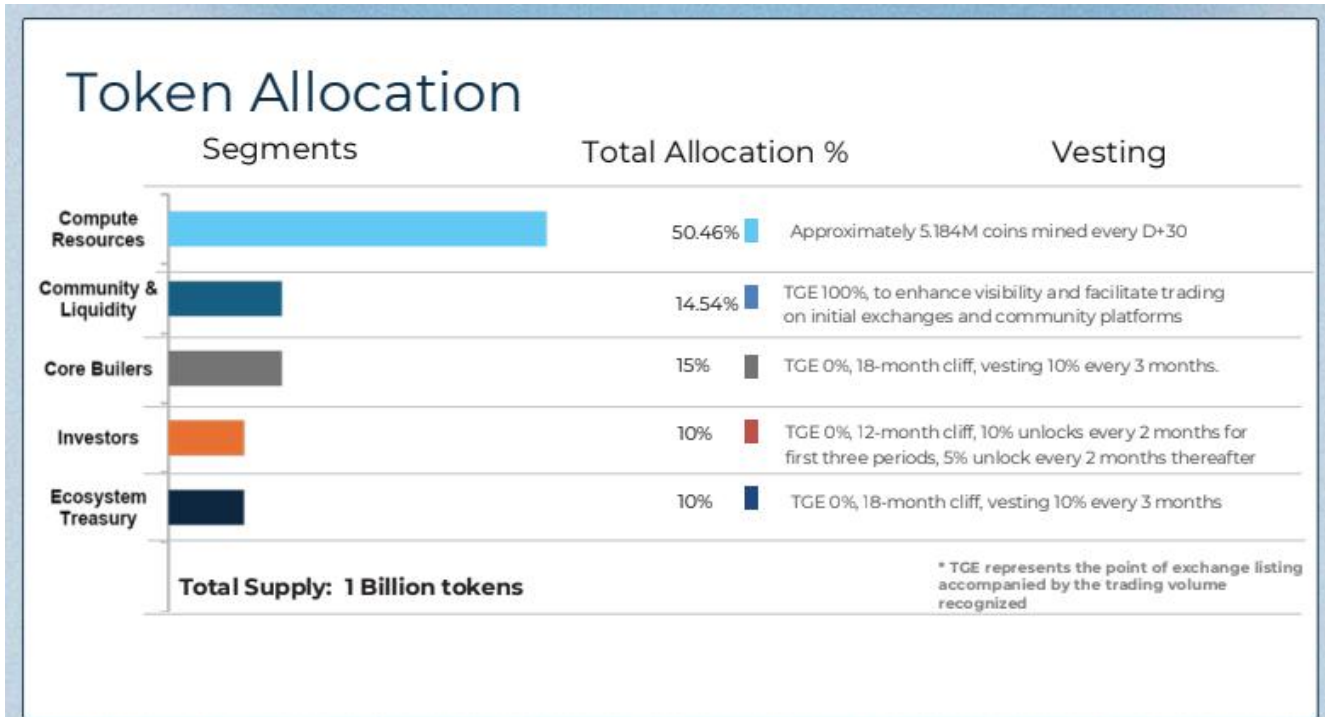 Token Allocation
Segments
Total Allocation %
Vesting
Compute
Resources
50.46%
Approximately 5.184M coins mined every D+30
Community &
Liquidity
14.54%
TGE 100%, to enhance visibility and facilitate trading
on initial exchanges and community platforms
Core Builers
15%
TGE 0%, 18-month cliff, vesting 10% every 3 months.
Investors
10%
TGE 0%, 12-month cliff, 10% unlocks every 2 months for
first three periods, 5% unlock every 2 months thereafter
Ecosystem
Treasury
10%
TGE 0%, 18-month cliff, vesting 10% every 3 months
Total Supply: 1 Billion tokens
* TGE represents the point of exchange listing
accompanied by the trading volume
recognized